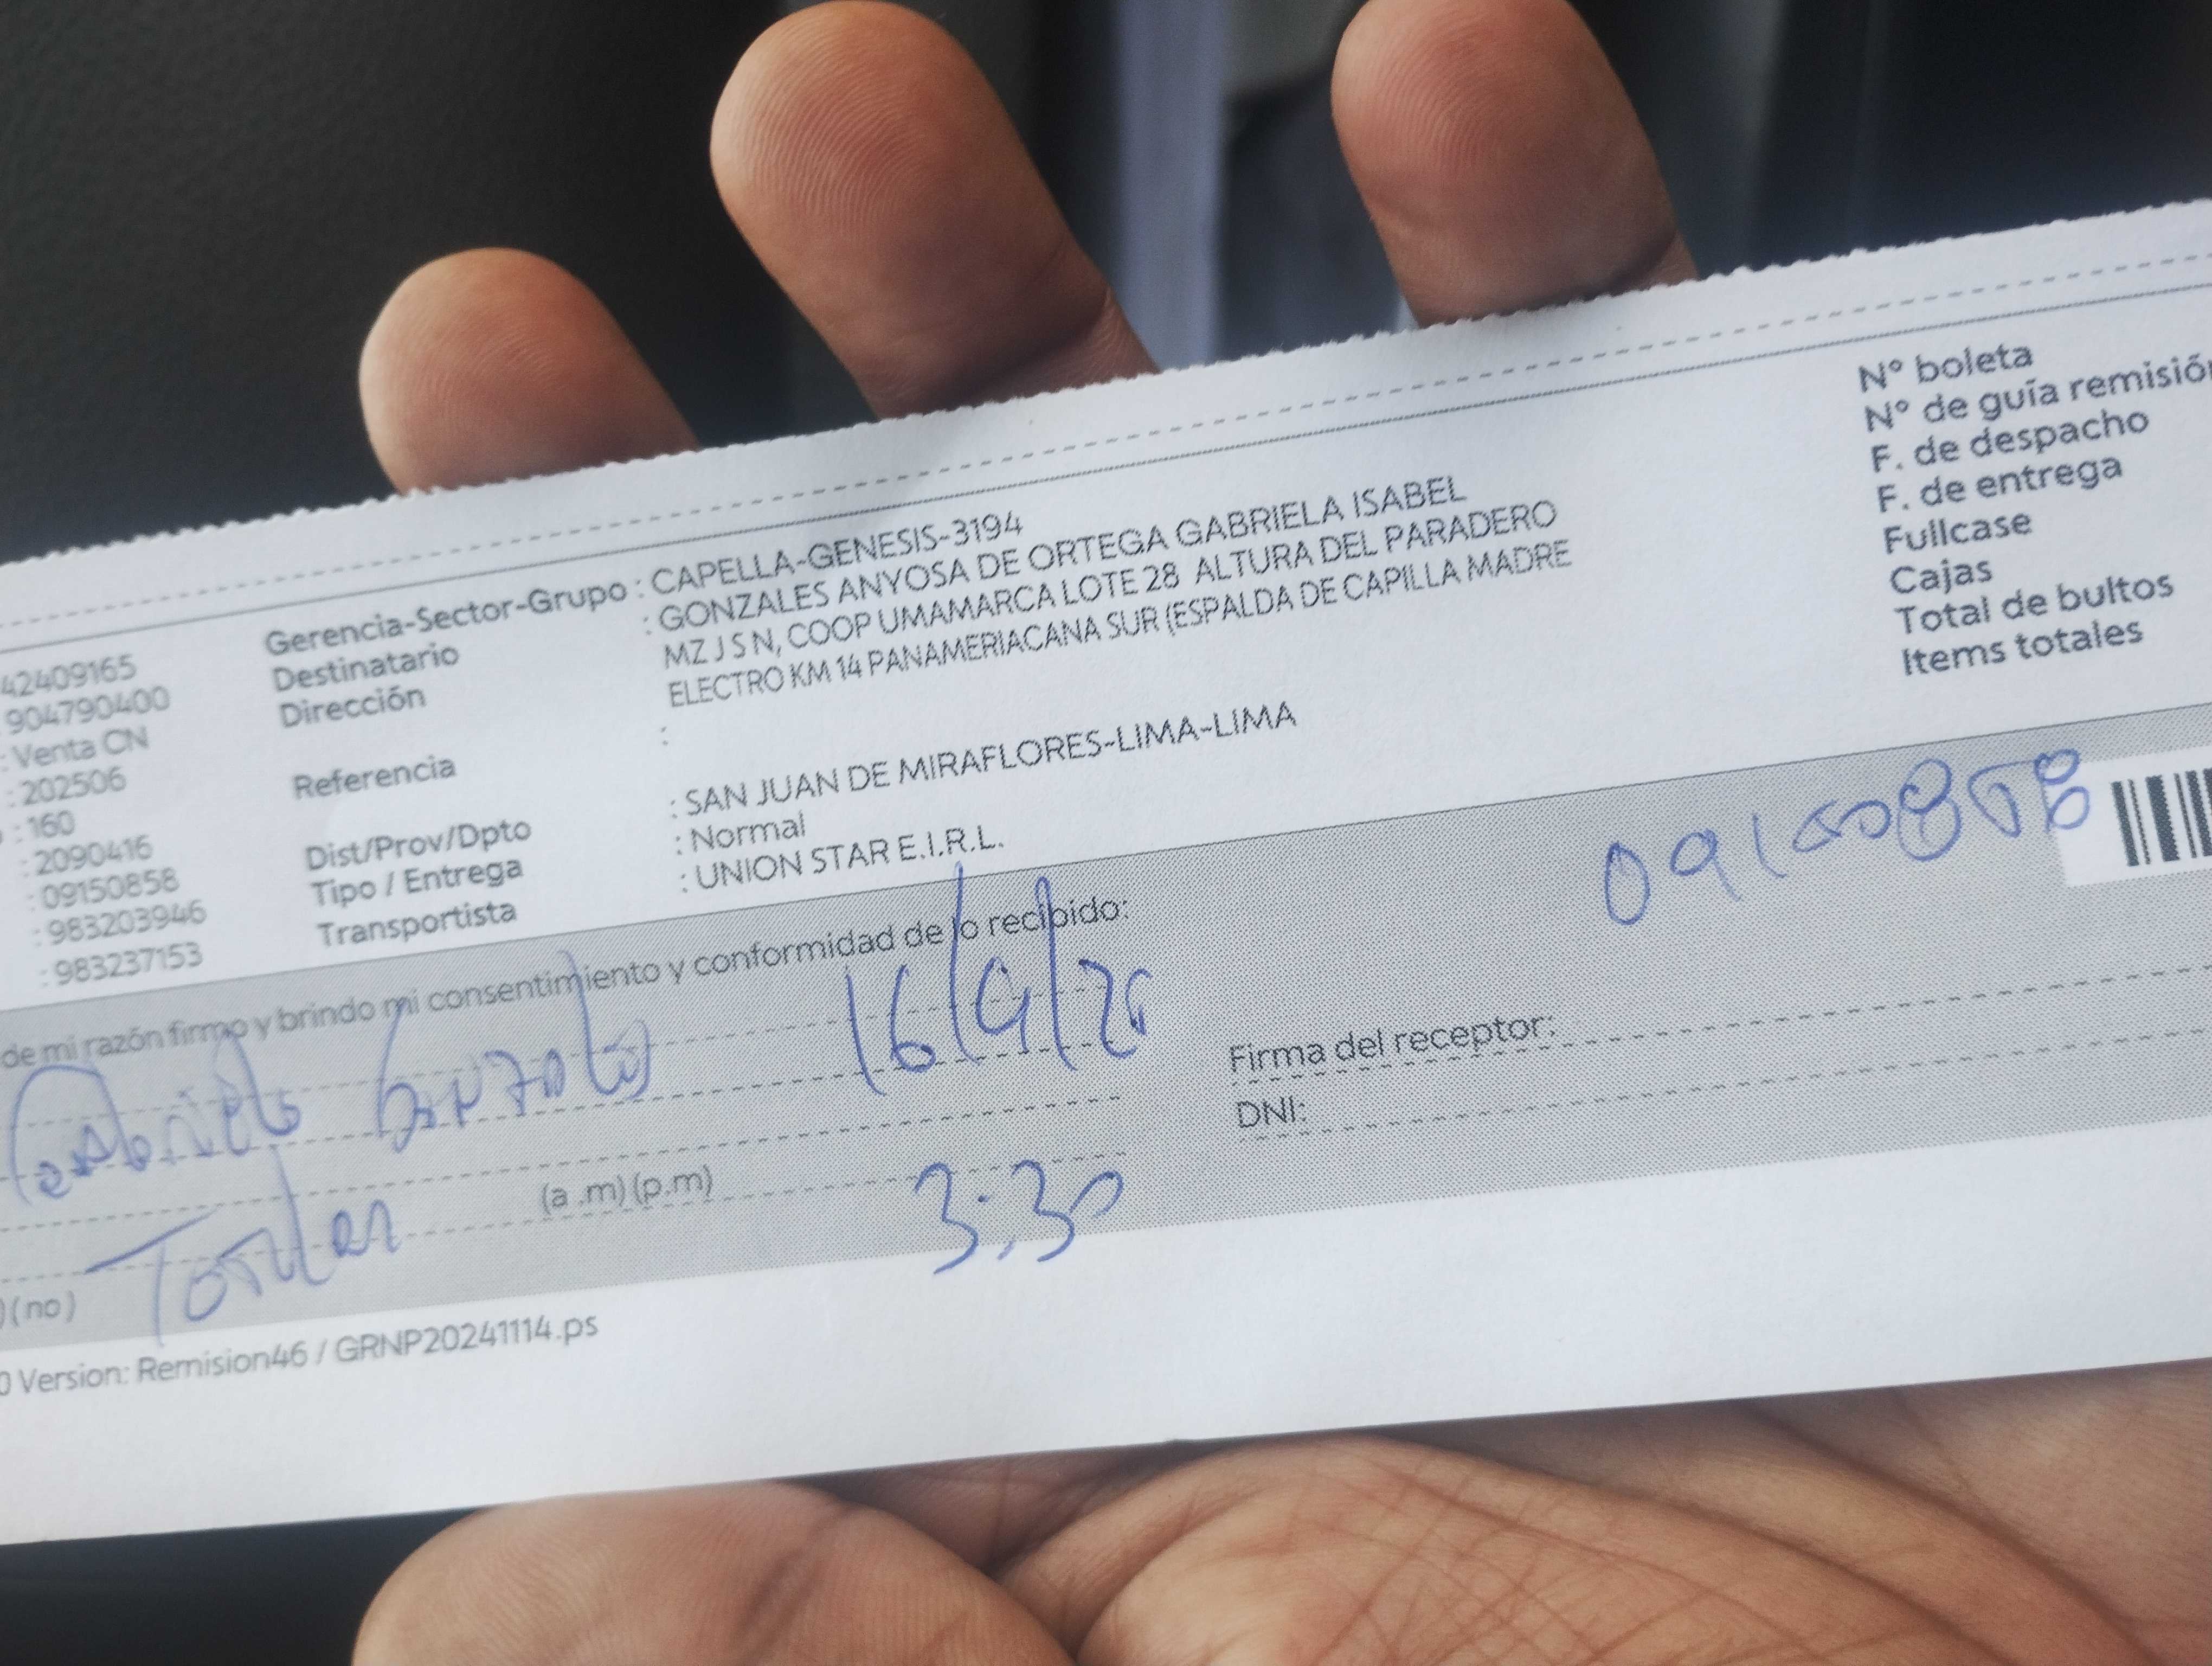 42409165
904790400
: Venta CN
: 202506
: 160
: 2090416
: 09150858
: 983203946
: 983237153
Gerencia-Sector-Grupo : CAPELLA-GENESIS-3194
Destinatario : GONZALES ANYOSA DE ORTEGA GABRIELA ISABEL
Dirección MZ J S N, COOP UMAMARCA LOTE 28 ALTURA DEL PARADERO
ELECTRO KM 14 PANAMERIACANA SUR (ESPALDA DE CAPILLA MADRE
Referencia :
Dist/Prov/Dpto : SAN JUAN DE MIRAFLORES-LIMA-LIMA
Tipo / Entrega : Normal
Transportista : UNION STAR E.I.R.L.
N° boleta
N° de guía remisió
F. de despacho
F. de entrega
Fullcase
Cajas
Total de bultos
Items totales
de mi razón firmo y brindo mi consentimiento y conformidad de lo recibido:
Gonzales
(a .m) (p.m) 3:30
Firma del receptor:
DNI:
) (no) Titular
0 Version: Remision46 / GRNP20241114.ps